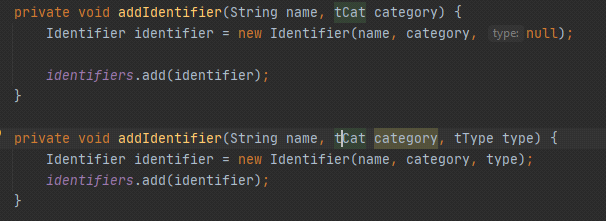 private void addIdentifier(String name, tCat category) {
Identifier identifier = new Identifier(name, category, type: null);
identifiers.add(identifier);
}
private void addIdentifier(String name, tCat category, tType type) {
Identifier identifier = new Identifier(name, category, type);
identifiers.add(identifier);
}